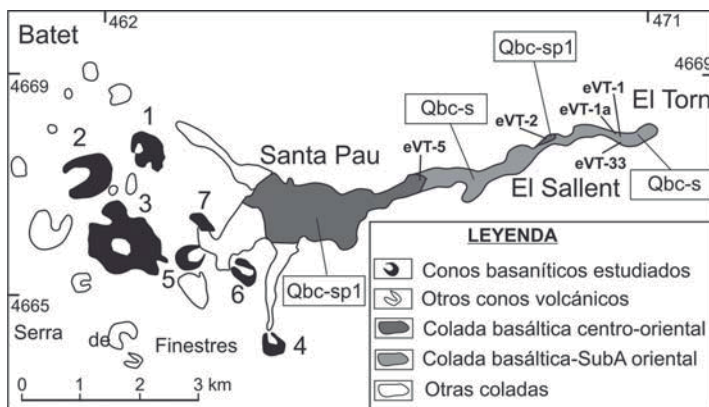 462
471
Batet
Qbc-sp1
4669
4669
eVT-1
El Torn
1
Qbc-s
eVT-1a
2
eVT-2
Santa Pau
eVT-5
eVT-33
El Sallent
Qbc-s
7
3
LEYENDA
5
6
Qbc-sp1
Conos basaníticos estudiados
4665
Otros conos volcánicos
Serra de Finestres
4
Colada basáltica centro-oriental
Colada basáltica-SubA oriental
0 1 2 3 km
Otras coladas